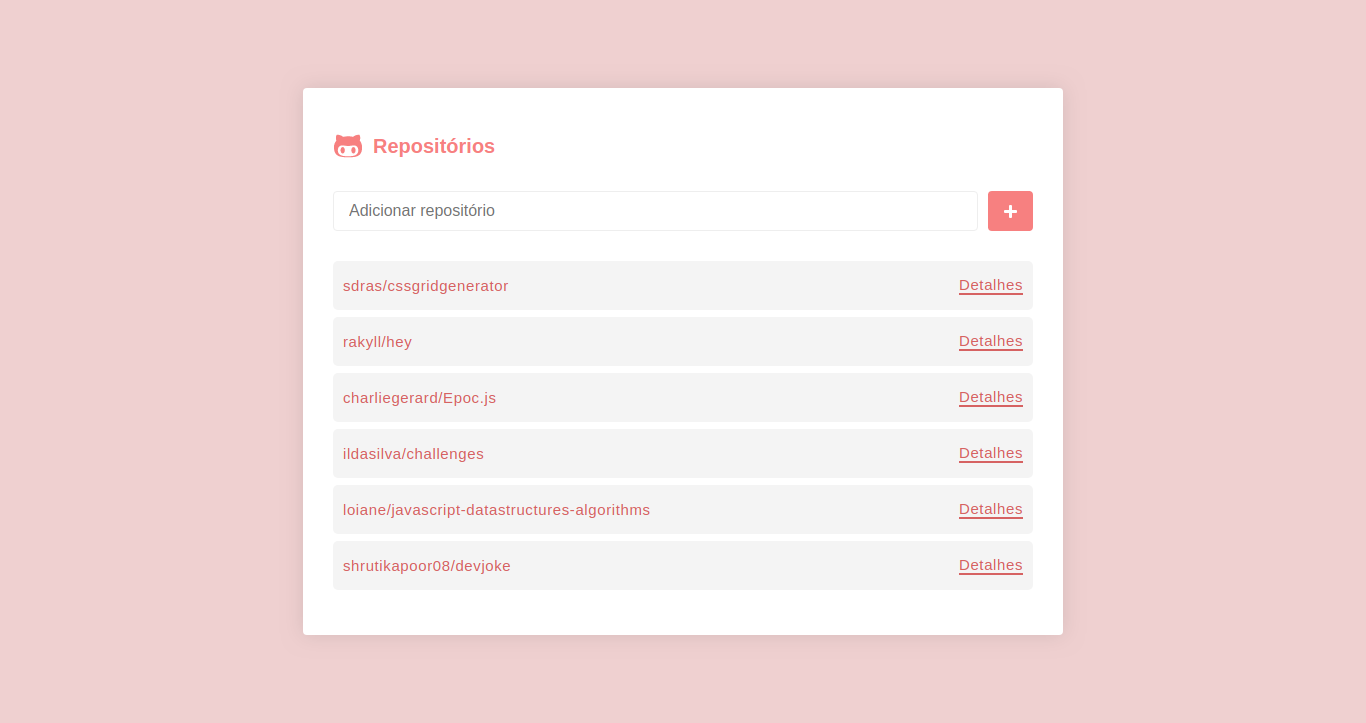 Repositórios
Adicionar repositório
+
sdras/cssgridgenerator Detalhes
rakyll/hey Detalhes
charliegerard/Epoc.js Detalhes
ildasilva/challenges Detalhes
loiane/javascript-datastructures-algorithms Detalhes
shrutikapoor08/devjoke Detalhes